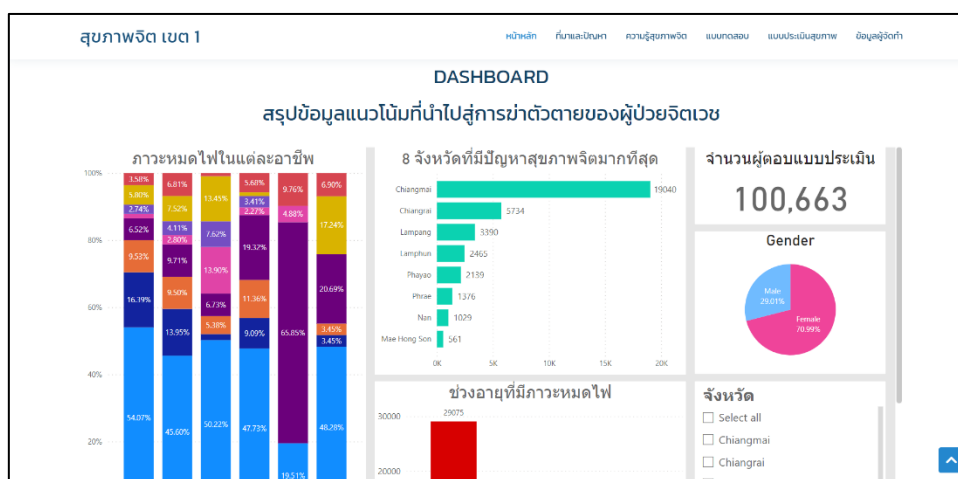 สุขภาพจิต เขต 1
หน้าหลัก ที่มาและปัญหา ความรู้สุขภาพจิต แบบทดสอบ แบบประเมินสุขภาพ ข้อมูลผู้จัดทำ
DASHBOARD
สรุปข้อมูลแนวโน้มที่นำไปสู่การฆ่าตัวตายของผู้ป่วยจิตเวช
ภาวะหมดไฟในแต่ละอาชีพ
100%
80%
60%
40%
20%
3.58%
5.80%
2.74%
6.52%
9.53%
16.39%
54.07%
6.81%
7.52%
4.11%
2.80%
9.71%
9.50%
13.95%
45.60%
13.45%
7.62%
13.90%
6.73%
5.38%
50.22%
5.68%
3.41%
2.27%
19.32%
11.36%
9.09%
47.73%
9.76%
4.88%
65.85%
19.51%
6.90%
17.24%
20.69%
3.45%
3.45%
48.28%
8 จังหวัดที่มีปัญหาสุขภาพจิตมากที่สุด
Chiangmai 19040
Chiangrai 5734
Lampang 3390
Lamphun 2465
Phayao 2139
Phrae 1376
Nan 1029
Mae Hong Son 561
0K 5K 10K 15K 20K
ช่วงอายุที่มีภาวะหมดไฟ
30000
29075
20000
จำนวนผู้ตอบแบบประเมิน
100,663
Gender
Male
29.01%
Female
70.99%
จังหวัด
Select all
Chiangmai
Chiangrai